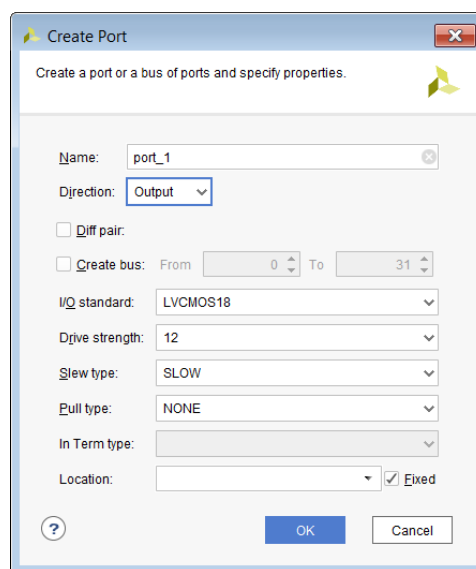 Create Port
Create a port or a bus of ports and specify properties.
Name: port_1
Direction: Output
Diff pair:
Create bus: From 0 To 31
I/O standard: LVCMOS18
Drive strength: 12
Slew type: SLOW
Pull type: NONE
In Term type:
Location: Fixed
? OK Cancel